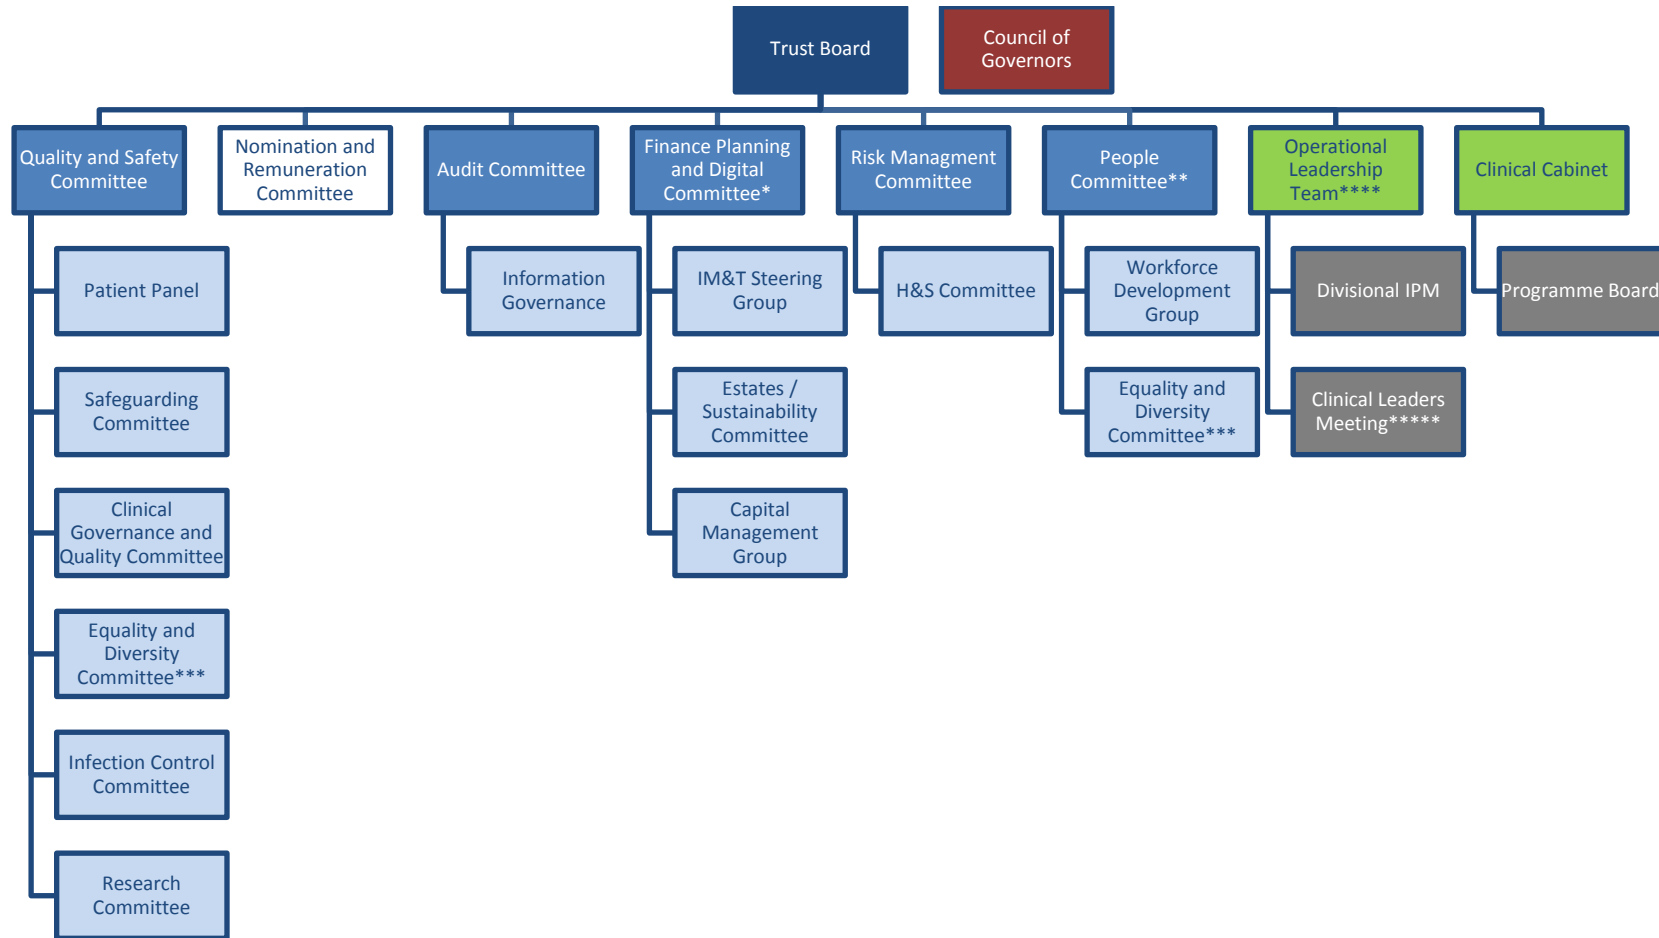 Trust Board
Council of
Governors
Quality and Safety
Committee
Nomination and
Remuneration
Committee
Audit Committee
Finance Planning
and Digital
Committee*
Risk Managment
Committee
People
Committee**
Operational
Leadership
Team****
Clinical Cabinet
Patient Panel
Information
Governance
IM&T Steering
Group
H&S Committee
Workforce
Development
Group
Divisional IPM
Programme Board
Safeguarding
Committee
Estates /
Sustainability
Committee
Equality and
Diversity
Committee***
Clinical Leaders
Meeting*****
Clinical
Governance and
Quality Committee
Capital
Management
Group
Equality and
Diversity
Committee***
Infection Control
Committee
Research
Committee